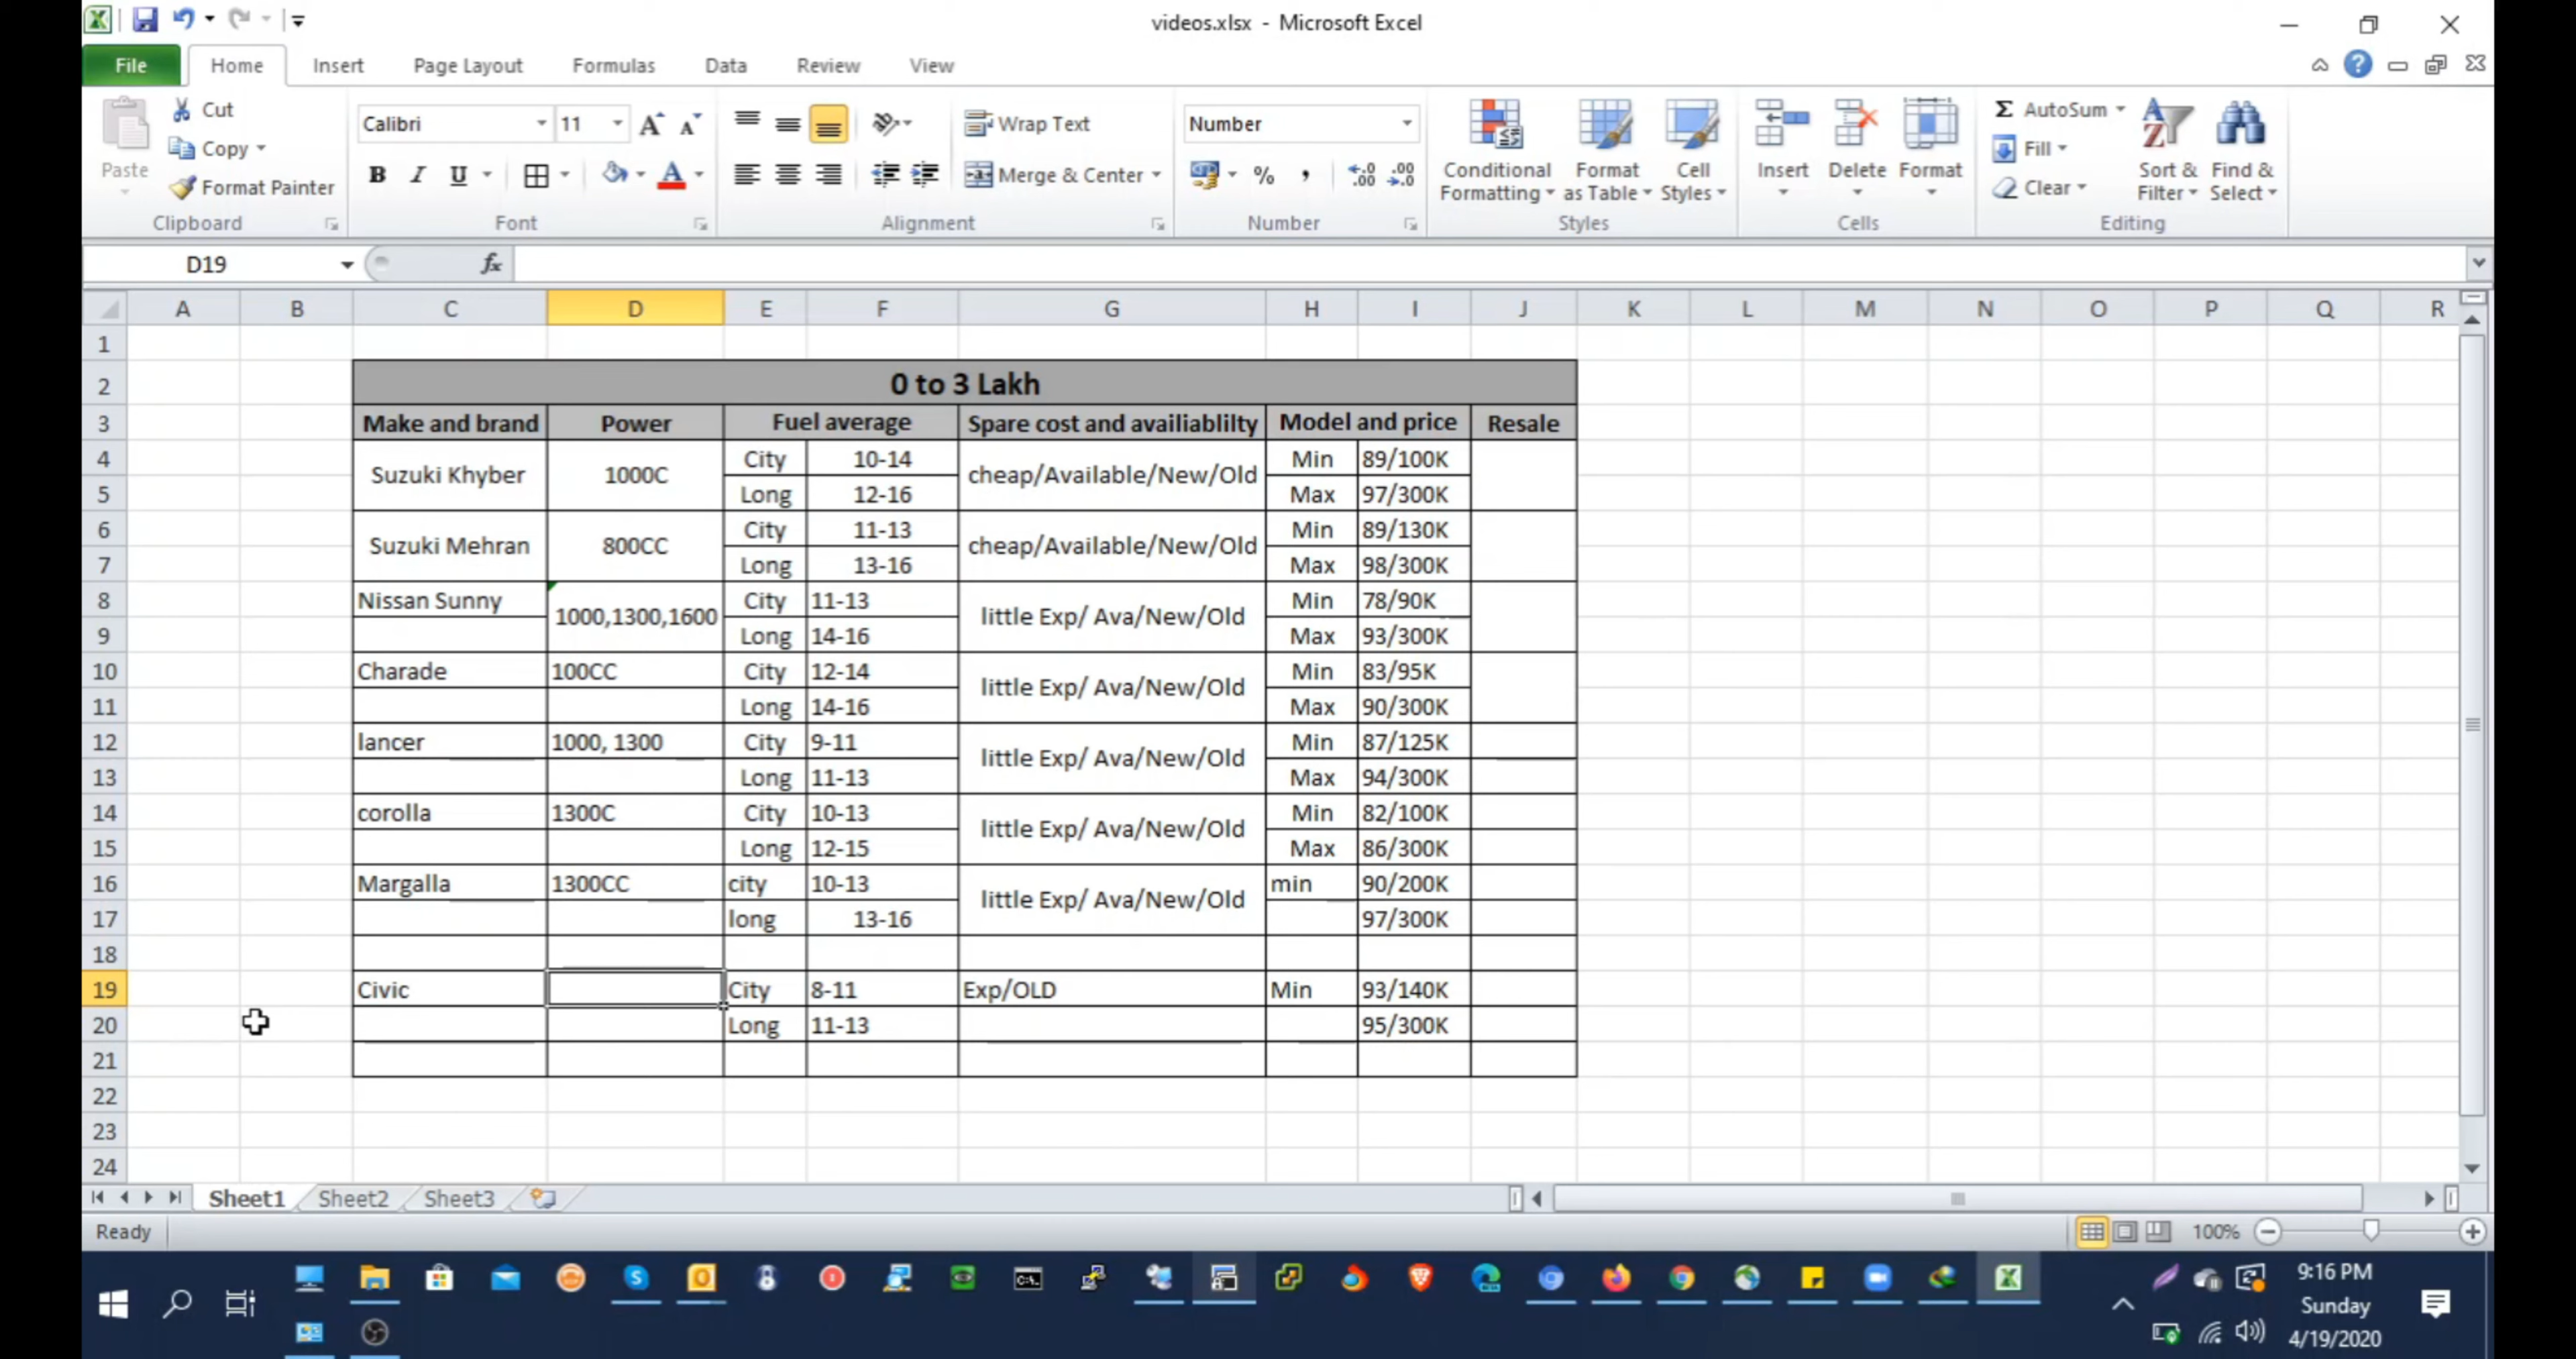 videos.xlsx - Microsoft Excel
File Home Insert Page Layout Formulas Data Review View
Cut Calibri 11 Wrap Text Number AutoSum
Copy Fill
Paste Format Painter B I U Merge & Center % , Conditional Formatting Format as Table Cell Styles Insert Delete Format Clear Sort & Filter Find & Select
Clipboard Font Alignment Number Styles Cells Editing
D19 fx
A B C D E F G H I J K L M N O P Q R
1
2 0 to 3 Lakh
3 Make and brand Power Fuel average Spare cost and availiablilty Model and price Resale
4 Suzuki Khyber 1000C City 10-14 cheap/Available/New/Old Min 89/100K
5 Long 12-16 Max 97/300K
6 Suzuki Mehran 800CC City 11-13 cheap/Available/New/Old Min 89/130K
7 Long 13-16 Max 98/300K
8 Nissan Sunny 1000,1300,1600 City 11-13 little Exp/ Ava/New/Old Min 78/90K
9 Long 14-16 Max 93/300K
10 Charade 100CC City 12-14 little Exp/ Ava/New/Old Min 83/95K
11 Long 14-16 Max 90/300K
12 lancer 1000, 1300 City 9-11 little Exp/ Ava/New/Old Min 87/125K
13 Long 11-13 Max 94/300K
14 corolla 1300C City 10-13 little Exp/ Ava/New/Old Min 82/100K
15 Long 12-15 Max 86/300K
16 Margalla 1300CC city 10-13 little Exp/ Ava/New/Old min 90/200K
17 long 13-16 97/300K
18
19 Civic City 8-11 Exp/OLD Min 93/140K
20 Long 11-13 95/300K
21
22
23
24
Sheet1 Sheet2 Sheet3
Ready 100%
9:16 PM
Sunday
4/19/2020